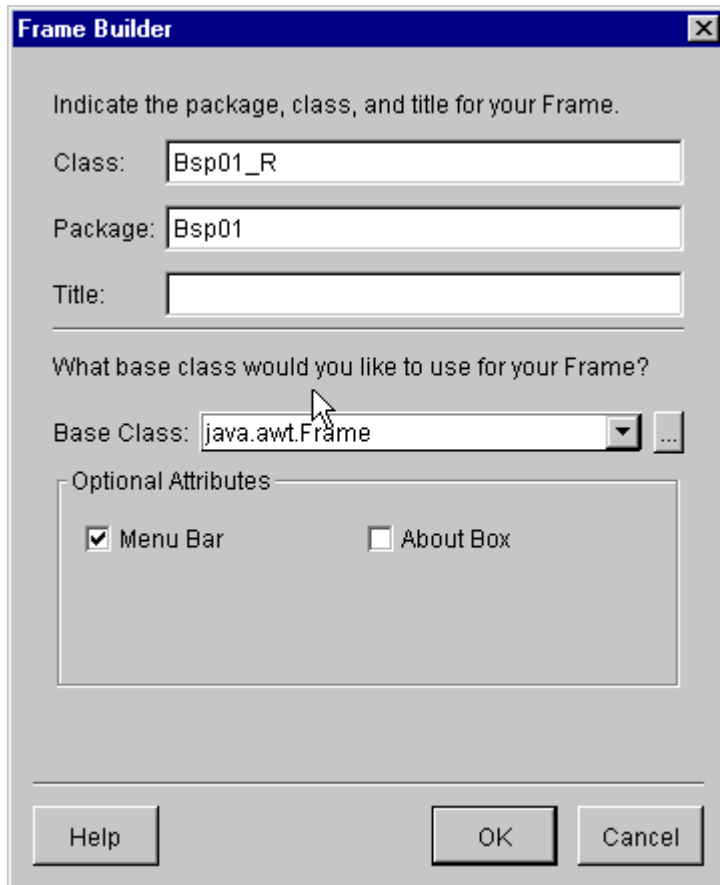 Frame Builder
Indicate the package, class, and title for your Frame.
Class: Bsp01_R
Package: Bsp01
Title:
What base class would you like to use for your Frame?
Base Class: java.awt.Frame ...
Optional Attributes
Menu Bar About Box
Help OK Cancel